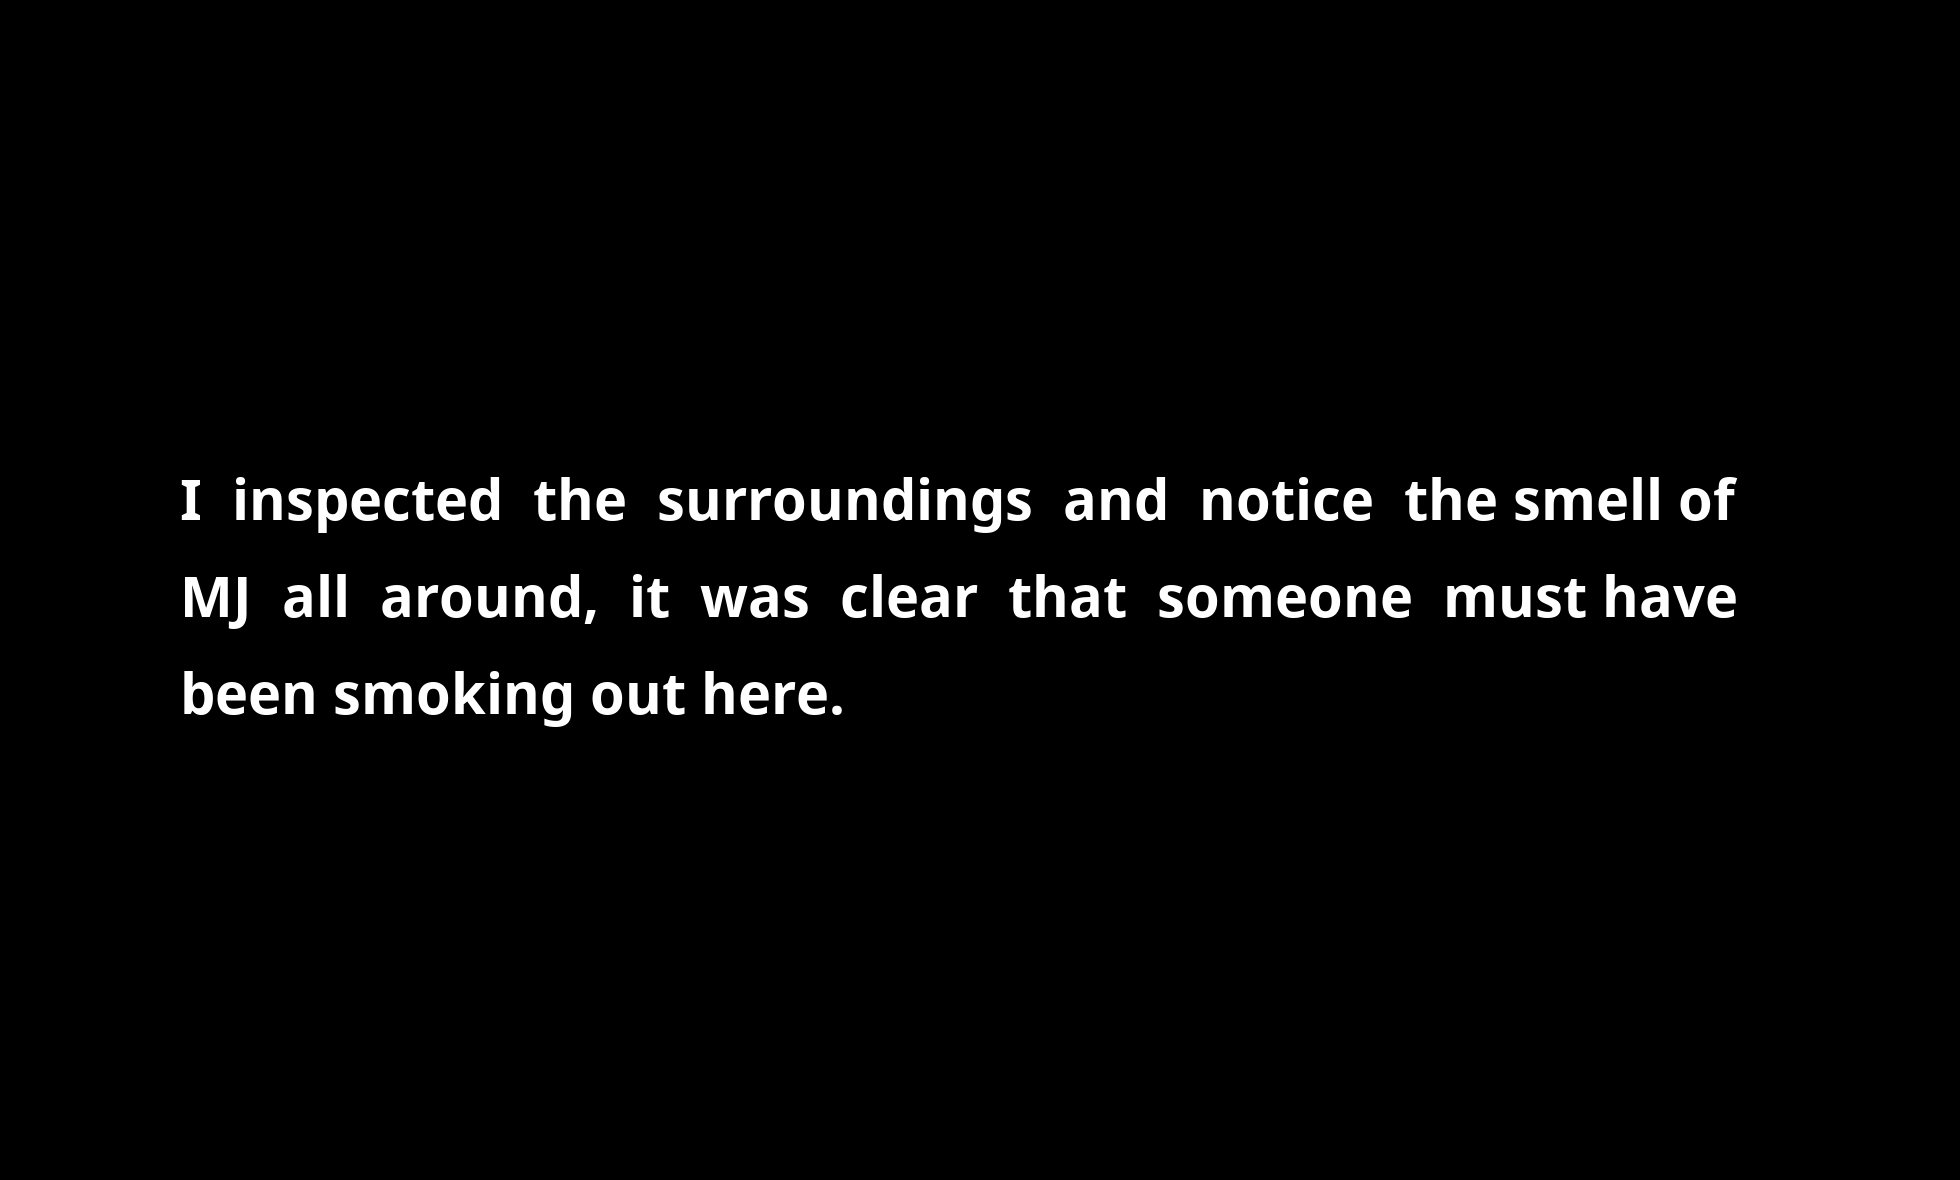 I inspected the surroundings and notice the smell of
MJ all around, it was clear that someone must have
been smoking out here.